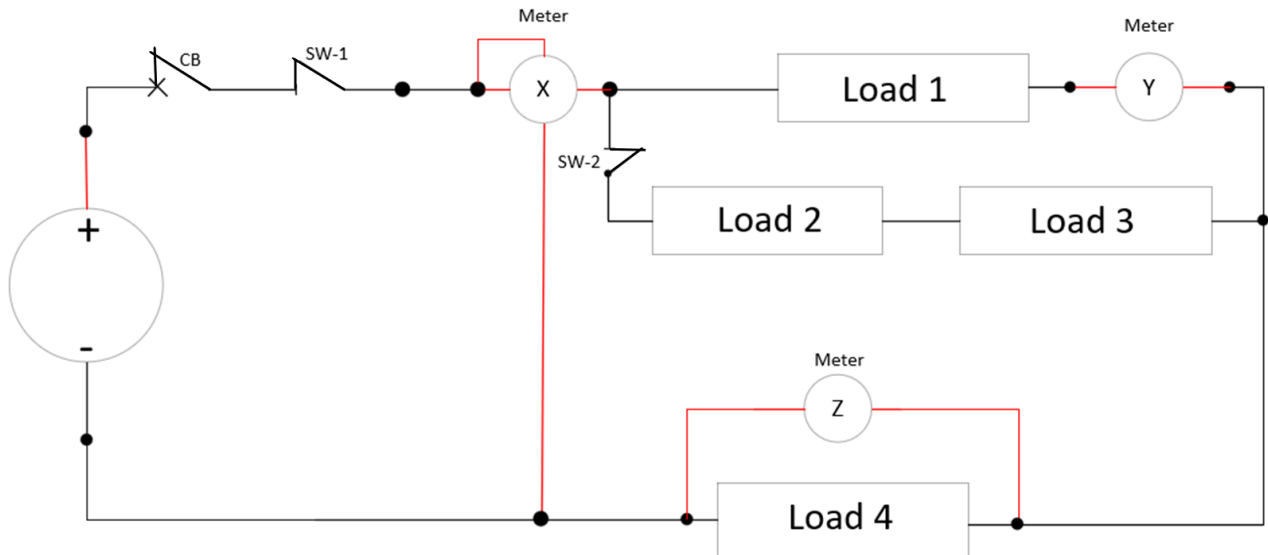 Meter
Meter
CB
SW-1
X
Load 1
Y
SW-2
Load 2
Load 3
+
-
Meter
Z
Load 4